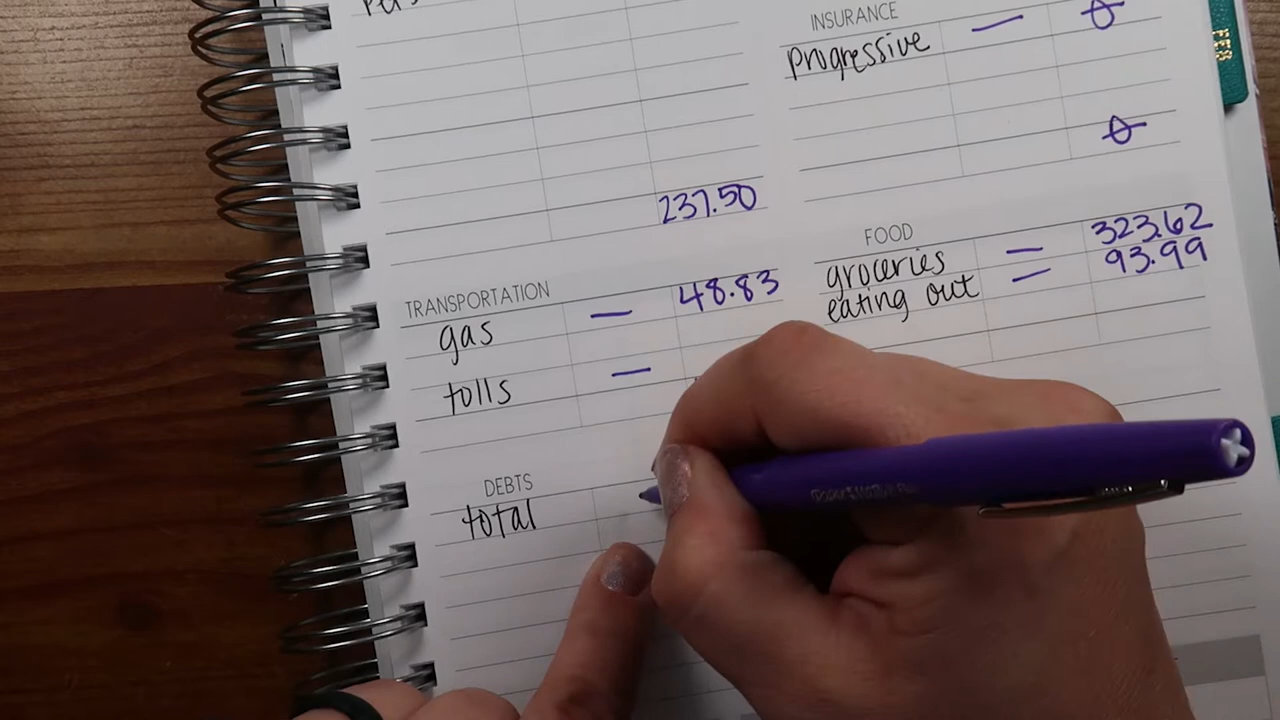 INSURANCE
progressive — 0
0
237.50
TRANSPORTATION
gas — 48.83
tolls —
FOOD
groceries — 323.62
eating out — 93.99
DEBTS
total
FEB